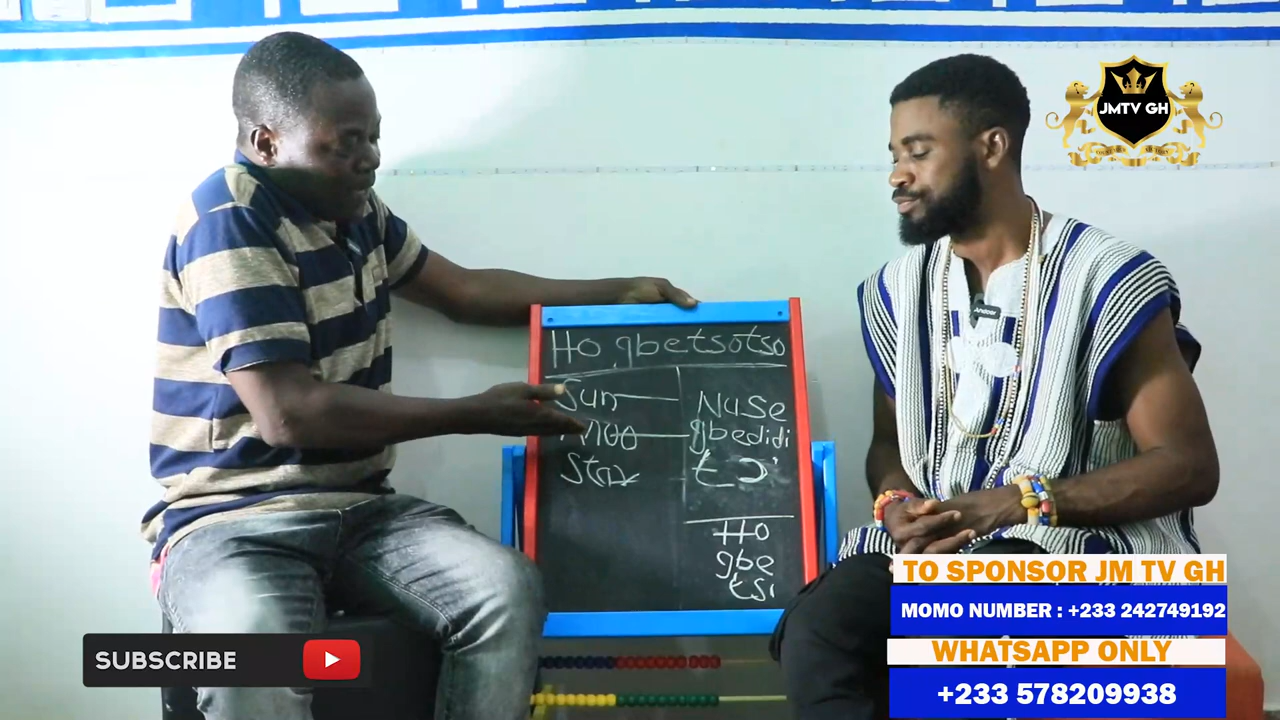 JMTV GH
Ho gbetsotso
Sun Nuse
Moo gbedidi
Star
Ho
gbe
tsi
Andoer
TO SPONSOR JM TV GH
MOMO NUMBER : +233 242749192
WHATSAPP ONLY
+233 578209938
SUBSCRIBE